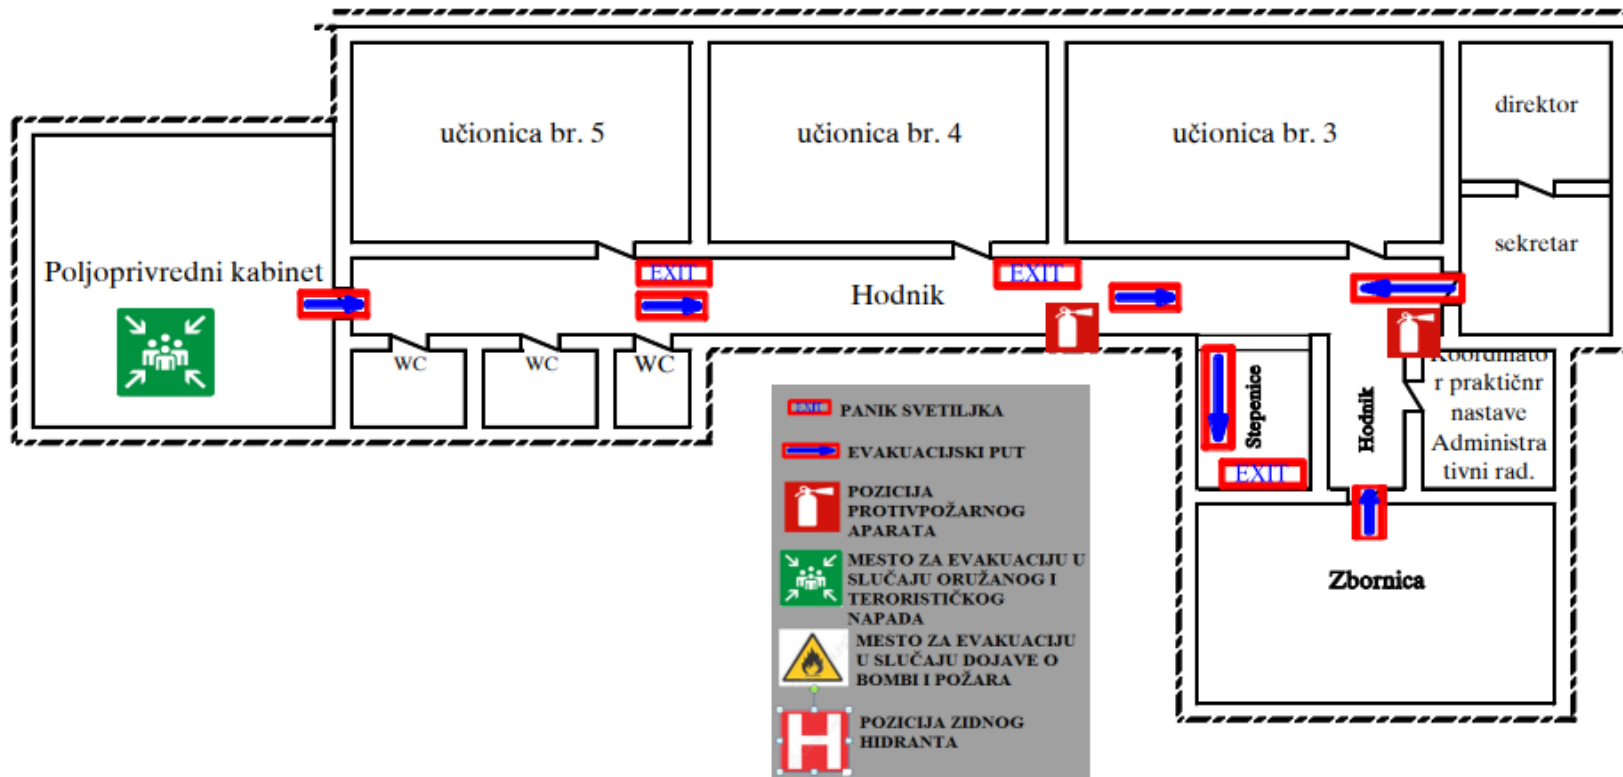 učionica br. 5
učionica br. 4
učionica br. 3
direktor
sekretar
Poljoprivredni kabinet
EXIT
EXIT
Hodnik
WC
WC
WC
Stepenice
EXIT
Hodnik
Koordinato
r praktičnr
nastave
Administra
tivni rad.
Zbornica
EXIT PANIK SVETILJKA
EVAKUACIJSKI PUT
POZICIJA
PROTIVPOŽARNOG
APARATA
MESTO ZA EVAKUACIJU U
SLUČAJU ORUŽANOG I
TERORISTIČKOG
NAPADA
MESTO ZA EVAKUACIJU
U SLUČAJU DOJAVE O
BOMBI I POŽARA
H
POZICIJA ZIDNOG
HIDRANTA